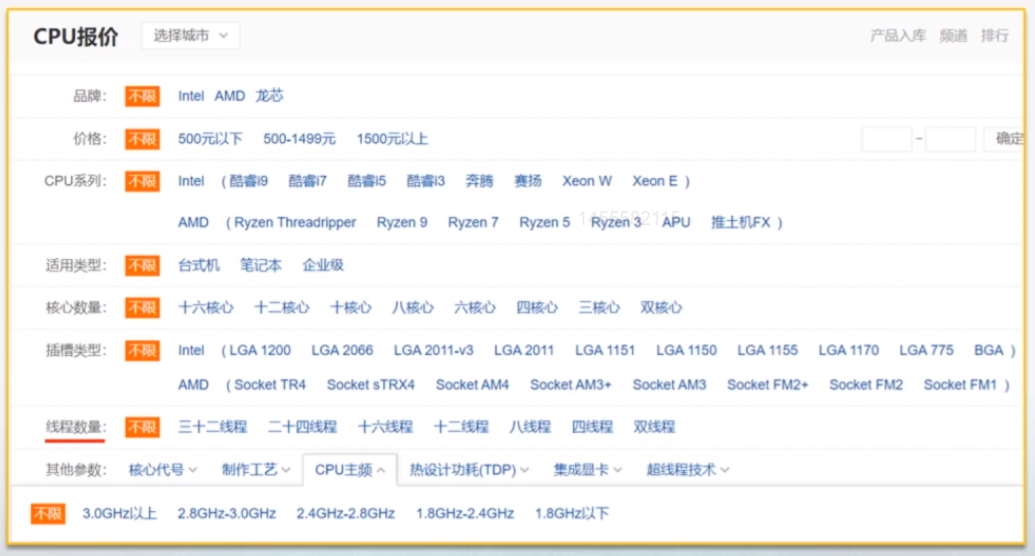 CPU报价 选择城市 产品入库 频道 排行
品牌: 不限 Intel AMD 龙芯
价格: 不限 500元以下 500-1499元 1500元以上 - 确定
CPU系列: 不限 Intel ( 酷睿i9 酷睿i7 酷睿i5 酷睿i3 奔腾 赛扬 Xeon W Xeon E )
AMD ( Ryzen Threadripper Ryzen 9 Ryzen 7 Ryzen 5 Ryzen 3 APU 推土机FX )
适用类型: 不限 台式机 笔记本 企业级
核心数量: 不限 十六核心 十二核心 十核心 八核心 六核心 四核心 三核心 双核心
插槽类型: 不限 Intel ( LGA 1200 LGA 2066 LGA 2011-v3 LGA 2011 LGA 1151 LGA 1150 LGA 1155 LGA 1170 LGA 775 BGA )
AMD ( Socket TR4 Socket sTRX4 Socket AM4 Socket AM3+ Socket AM3 Socket FM2+ Socket FM2 Socket FM1 )
线程数量: 不限 三十二线程 二十四线程 十六线程 十二线程 八线程 四线程 双线程
其他参数: 核心代号 制作工艺 CPU主频 热设计功耗(TDP) 集成显卡 超线程技术
不限 3.0GHz以上 2.8GHz-3.0GHz 2.4GHz-2.8GHz 1.8GHz-2.4GHz 1.8GHz以下